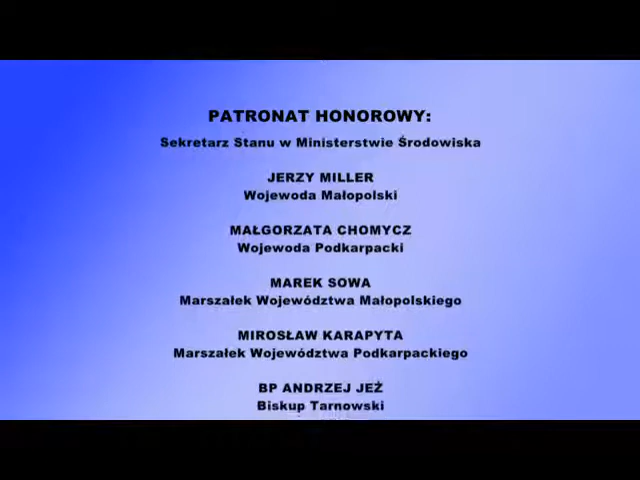 PATRONAT HONOROWY:
Sekretarz Stanu w Ministerstwie Środowiska
JERZY MILLER
Wojewoda Małopolski
MAŁGORZATA CHOMYCZ
Wojewoda Podkarpacki
MAREK SOWA
Marszałek Województwa Małopolskiego
MIROSŁAW KARAPYTA
Marszałek Województwa Podkarpackiego
BP ANDRZEJ JEŻ
Biskup Tarnowski